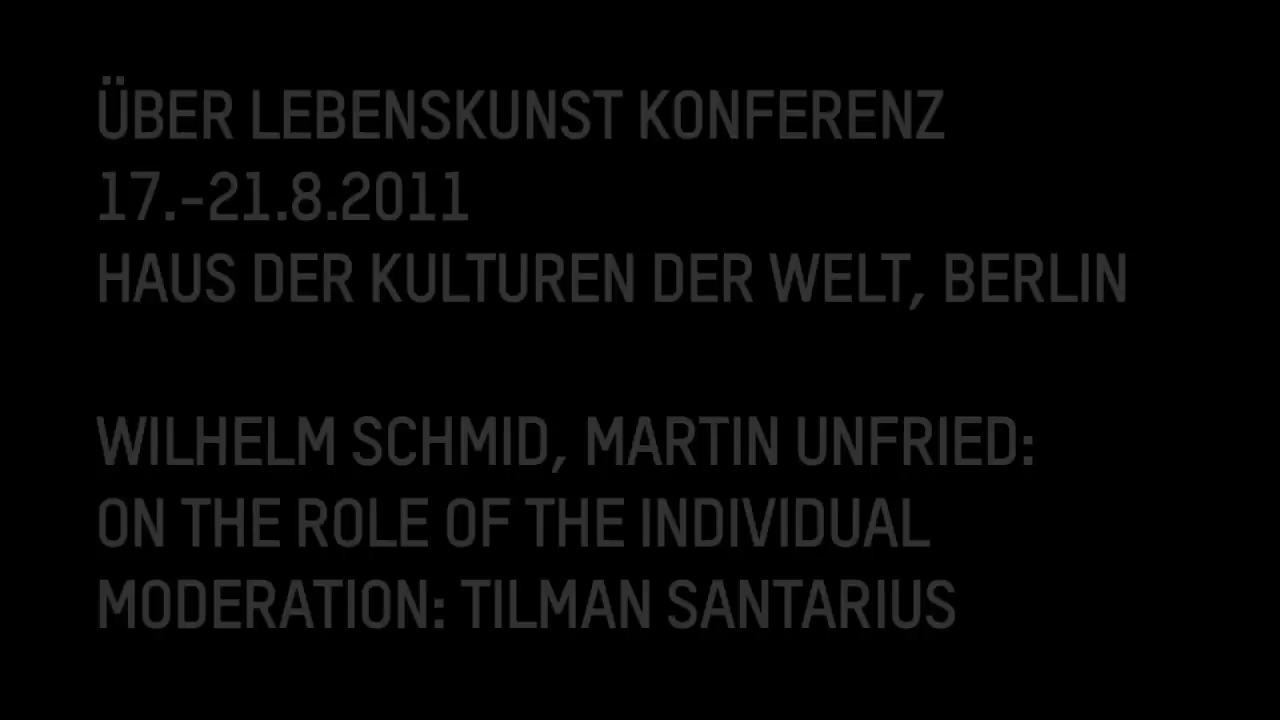 ÜBER LEBENSKUNST KONFERENZ
17.-21.8.2011
HAUS DER KULTUREN DER WELT, BERLIN
WILHELM SCHMID, MARTIN UNFRIED:
ON THE ROLE OF THE INDIVIDUAL
MODERATION: TILMAN SANTARIUS